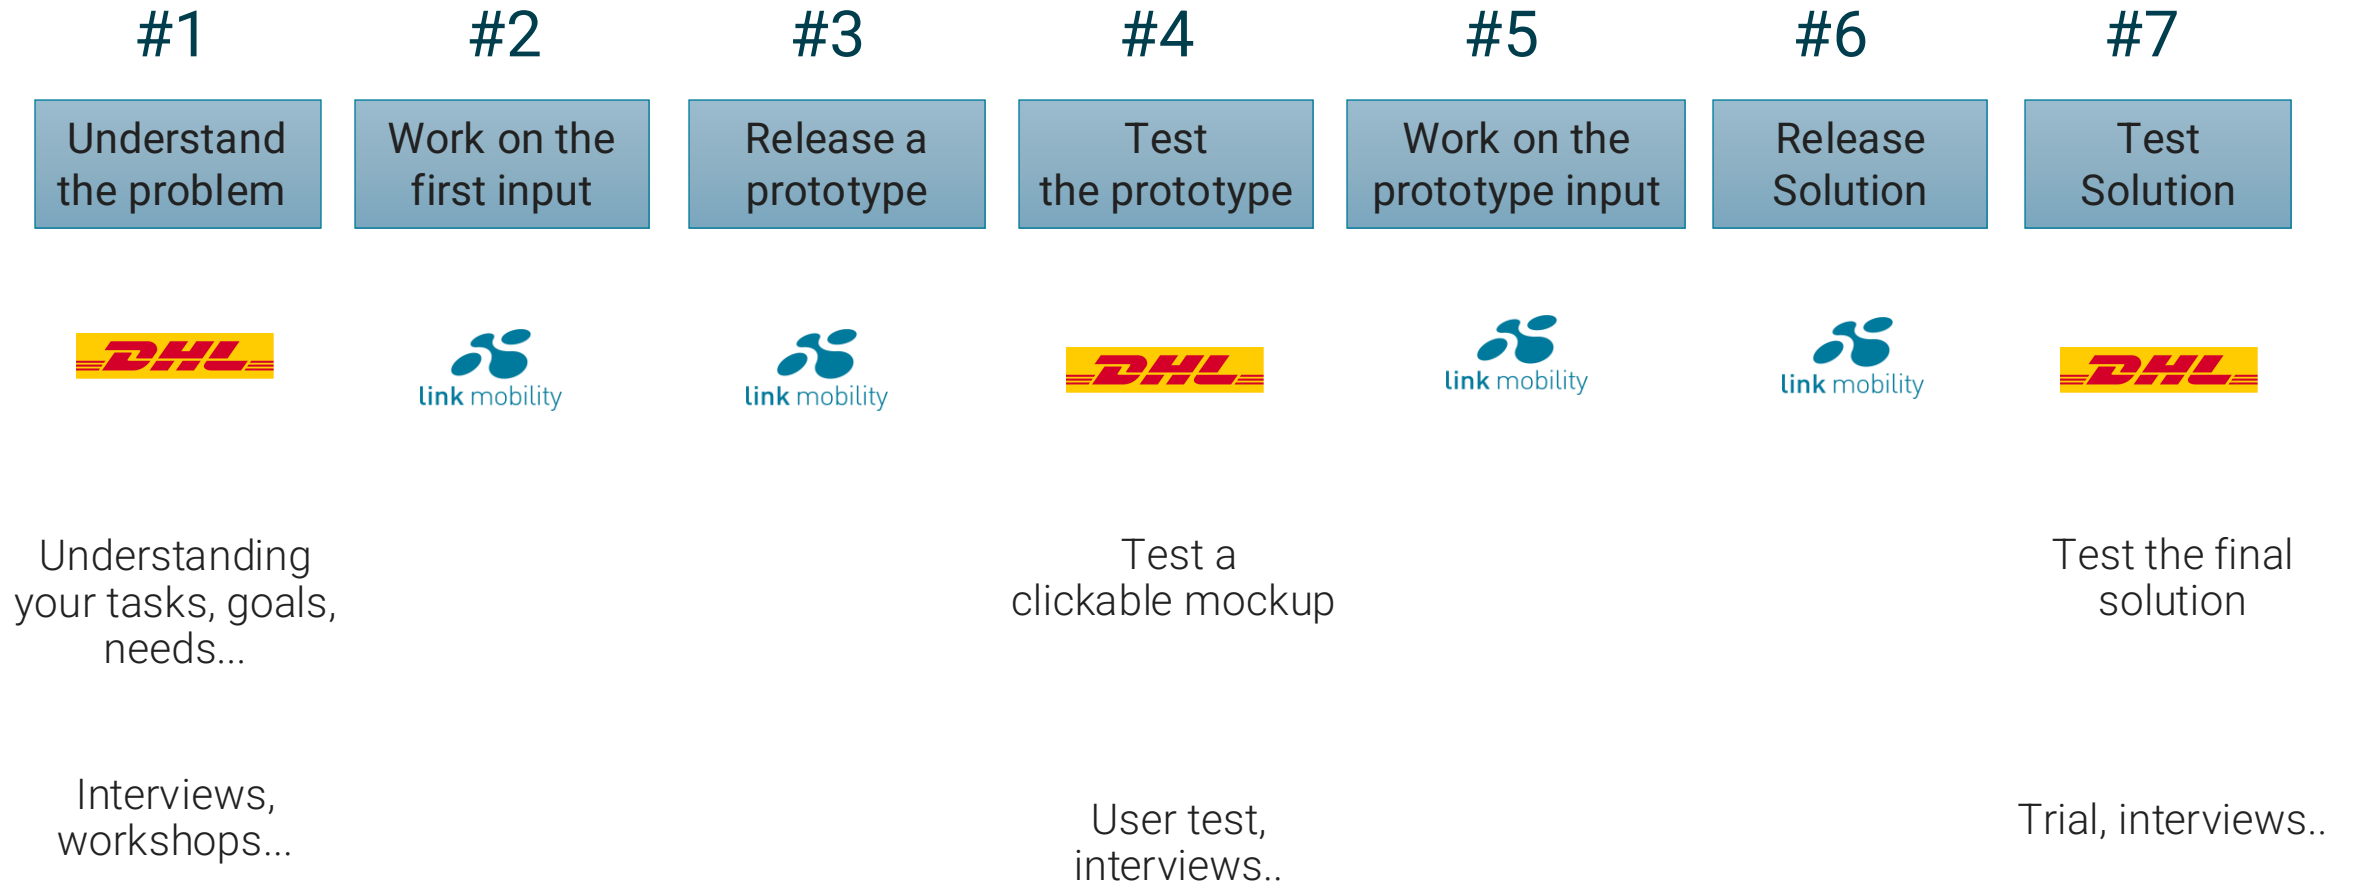 #1
#2
#3
#4
#5
#6
#7
Understand
the problem
Work on the
first input
Release a
prototype
Test
the prototype
Work on the
prototype input
Release
Solution
Test
Solution
DHL
link mobility
link mobility
DHL
link mobility
link mobility
DHL
Understanding
your tasks, goals,
needs...
Test a
clickable mockup
Test the final
solution
Interviews,
workshops...
User test,
interviews..
Trial, interviews..